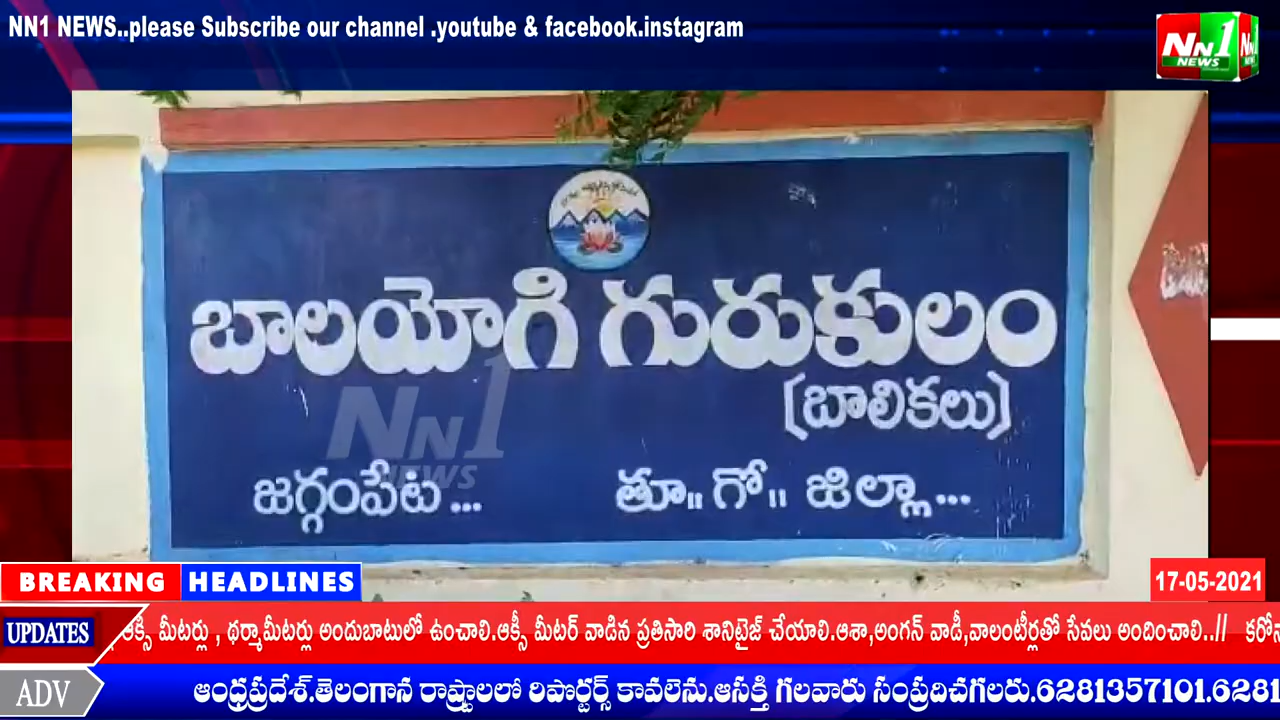 NN1 NEWS..please Subscribe our channel .youtube & facebook.instagram
NN1
NEWS
బాలయోగి గురుకులం
(బాలికలు)
NN1
NEWS
జగ్గంపేట... తూ॥ గో॥ జిల్లా...
BREAKING HEADLINES
17-05-2021
UPDATES
మీటర్లు , థర్మామీటర్లు అందుబాటులో ఉంచాలి.ఆక్సీ మీటర్ వాడిన ప్రతిసారి శానిటైజ్ చేయాలి.ఆశా,అంగన్ వాడీ,వాలంటీర్లతో సేవలు అందించాలి..//
ADV
ఆంధ్రప్రదేశ్.తెలంగాన రాష్ట్రాలలో రిపోర్టర్స్ కావలెను.ఆసక్తి గలవారు సంప్రదిచగలరు.6281357101.6281